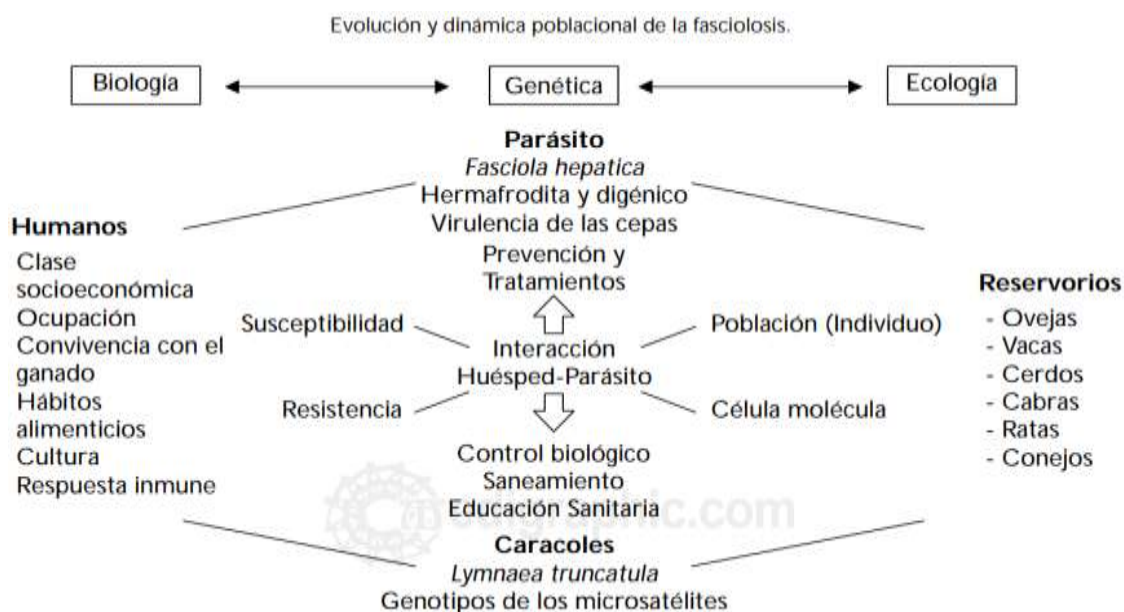 Evolución y dinámica poblacional de la fasciolosis.
Biología
Genética
Ecología
Parásito
Fasciola hepatica
Hermafrodita y digénico
Virulencia de las cepas
Prevención y
Tratamientos
Humanos
Clase
socioeconómica
Ocupación
Convivencia con el
ganado
Hábitos
alimenticios
Cultura
Respuesta inmune
Susceptibilidad
Resistencia
Interacción
Huésped-Parásito
Población (Individuo)
Célula molécula
Reservorios
- Ovejas
- Vacas
- Cerdos
- Cabras
- Ratas
- Conejos
Control biológico
Saneamiento
Educación Sanitaria
Caracoles
Lymnaea truncatula
Genotipos de los microsatélites